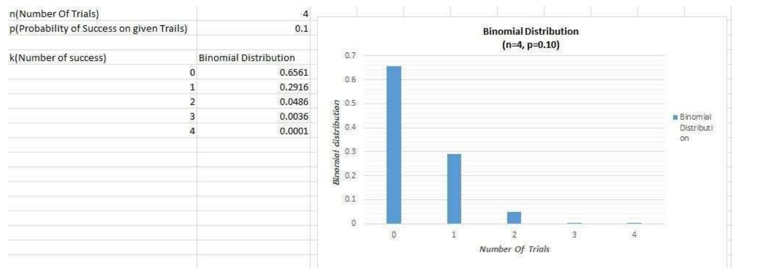 n(Number Of Trials) 4
p(Probability of Success on given Trails) 0.1
k(Number of success) Binomial Distribution
0 0.6561
1 0.2916
2 0.0486
3 0.0036
4 0.0001
Binomial Distribution
(n=4, p=0.10)
Binomial distribution
0.7
0.6
0.5
0.4
0.3
0.2
0.1
0
0 1 2 3 4
Number Of Trials
Binomial
Distributi
on